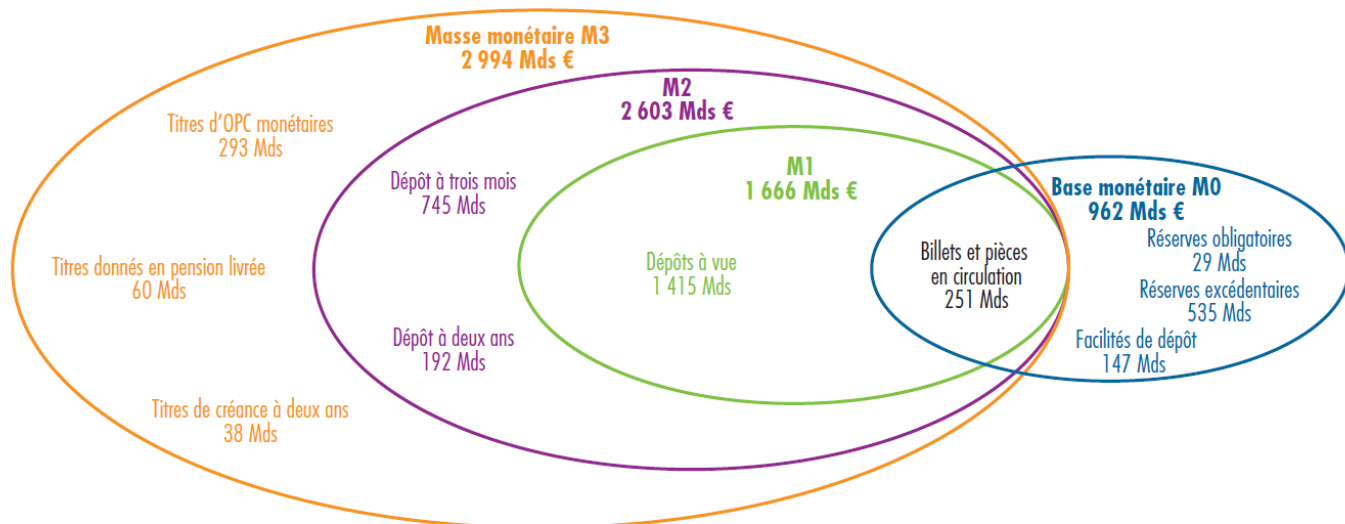 Masse monétaire M3
2 994 Mds €
M2
2 603 Mds €
Titres d'OPC monétaires
293 Mds
M1
1 666 Mds €
Dépôt à trois mois
745 Mds
Base monétaire M0
962 Mds €
Titres donnés en pension livrée
60 Mds
Dépôts à vue
1 415 Mds
Billets et pièces
en circulation
251 Mds
Réserves obligatoires
29 Mds
Réserves excédentaires
535 Mds
Dépôt à deux ans
192 Mds
Facilités de dépôt
147 Mds
Titres de créance à deux ans
38 Mds